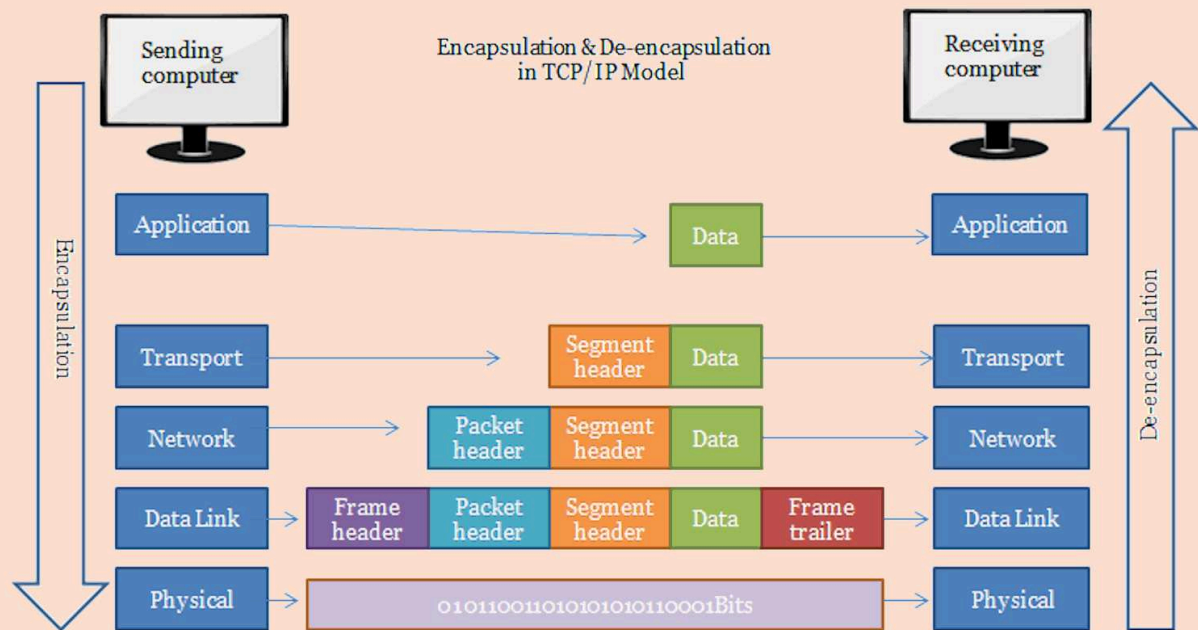 Sending
computer
Encapsulation & De-encapsulation
in TCP/IP Model
Receiving
computer
Encapsulation
De-encapsulation
Application
Data
Application
Transport
Segment
header
Data
Transport
Network
Packet
header
Segment
header
Data
Network
Data Link
Frame
header
Packet
header
Segment
header
Data
Frame
trailer
Data Link
Physical
010110011010101010110001Bits
Physical